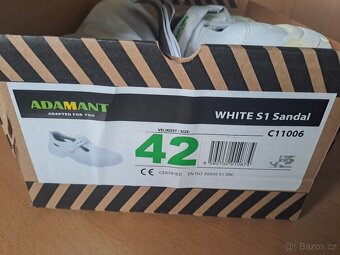 ADAMANT
ADAPTED FOR YOU
WHITE S1 Sandal
C11006
VELIKOST / SIZE:
42
CE CERTIFIED EN ISO 20345 S1 SRC
bazos.cz